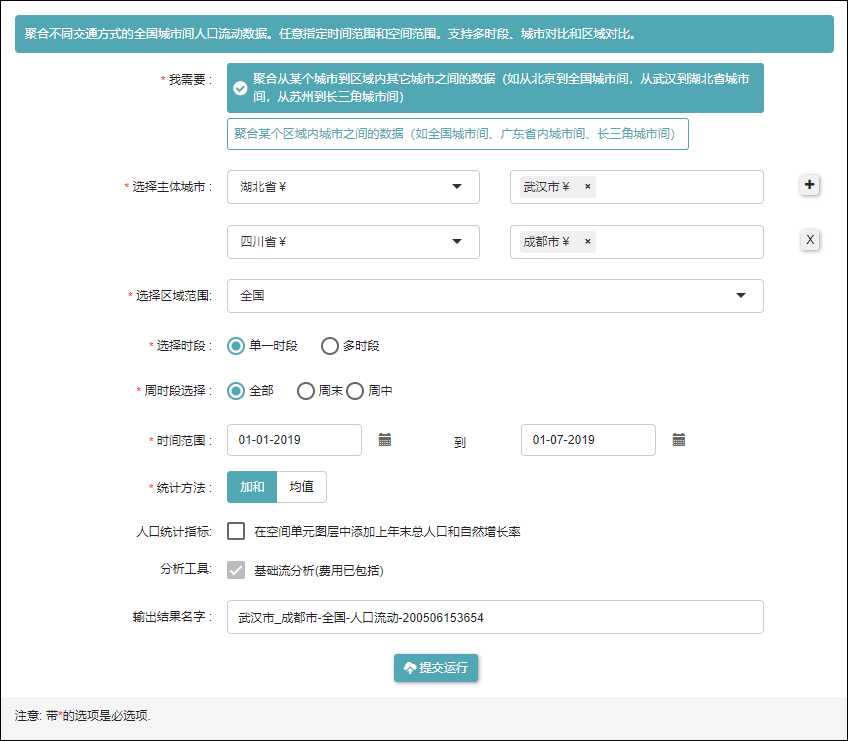 聚合不同交通方式的全国城市间人口流动数据。任意指定时间范围和空间范围。支持多时段、城市对比和区域对比。
* 我需要 :
聚合从某个城市到区域内其它城市之间的数据（如从北京到全国城市间，从武汉到湖北省城市
间，从苏州到长三角城市间）
聚合某个区域内城市之间的数据（如全国城市间、广东省内城市间、长三角城市间）
* 选择主体城市 : 湖北省 ¥ 武汉市 ¥ × +
四川省 ¥ 成都市 ¥ × X
* 选择区域范围: 全国
* 选择时段 : 单一时段 多时段
* 周时段选择 : 全部 周末 周中
* 时间范围 : 01-01-2019 到 01-07-2019
* 统计方法 : 加和 均值
人口统计指标: 在空间单元图层中添加上年末总人口和自然增长率
分析工具: 基础流分析(费用已包括)
输出结果名字 : 武汉市_成都市-全国-人口流动-200506153654
提交运行
注意: 带*的选项是必选项.